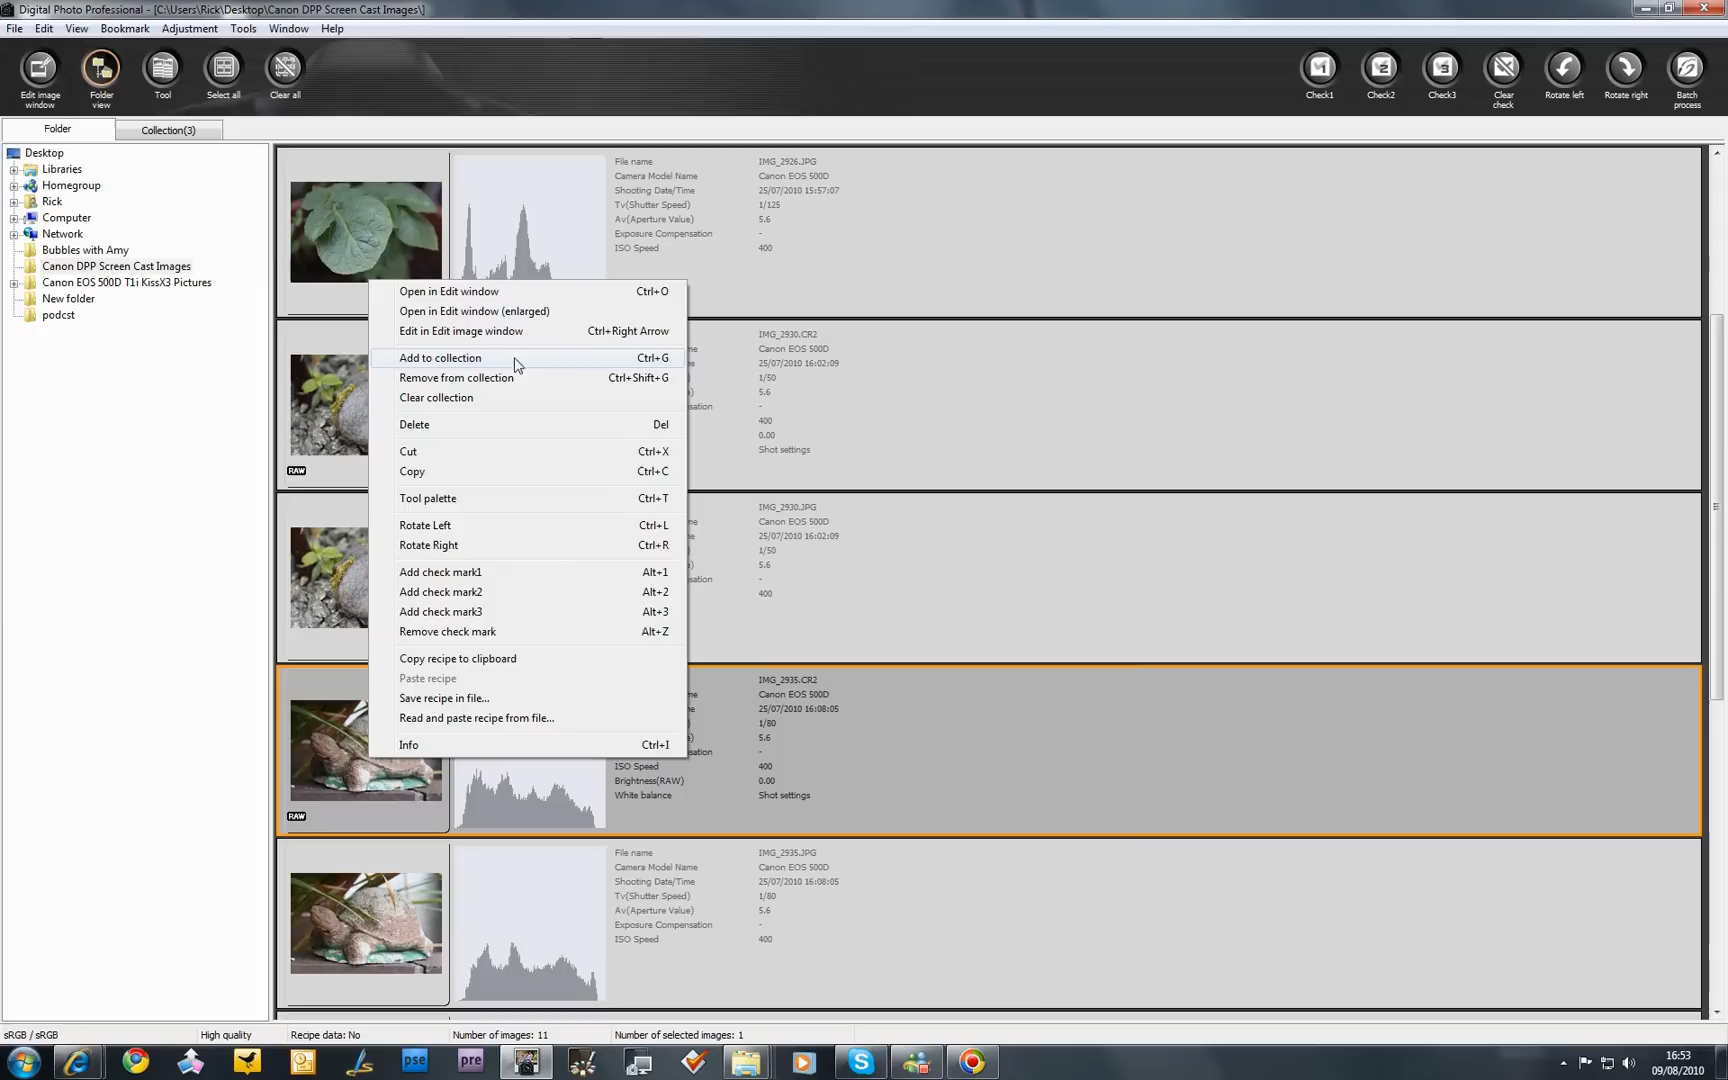 Digital Photo Professional - [C:\Users\Rick\Desktop\Canon DPP Screen Cast Images\]
File Edit View Bookmark Adjustment Tools Window Help
Edit image window
Folder view
Tool
Select all
Clear all
Check1
Check2
Check3
Clear check
Rotate left
Rotate right
Batch process
Folder
Collection(3)
Desktop
Libraries
Homegroup
Rick
Computer
Network
Bubbles with Amy
Canon DPP Screen Cast Images
Canon EOS 500D T1i KissX3 Pictures
New folder
podcst
File name IMG_2926.JPG
Camera Model Name Canon EOS 500D
Shooting Date/Time 25/07/2010 15:57:07
Tv(Shutter Speed) 1/125
Av(Aperture Value) 5.6
Exposure Compensation -
ISO Speed 400
Open in Edit window Ctrl+O
Open in Edit window (enlarged)
Edit in Edit image window Ctrl+Right Arrow
Add to collection Ctrl+G
Remove from collection Ctrl+Shift+G
Clear collection
Delete Del
Cut Ctrl+X
Copy Ctrl+C
Tool palette Ctrl+T
Rotate Left Ctrl+L
Rotate Right Ctrl+R
Add check mark1 Alt+1
Add check mark2 Alt+2
Add check mark3 Alt+3
Remove check mark Alt+Z
Copy recipe to clipboard
Paste recipe
Save recipe in file...
Read and paste recipe from file...
Info Ctrl+I
IMG_2930.CR2
Canon EOS 500D
25/07/2010 16:02:09
1/50
5.6
-
400
0.00
Shot settings
RAW
IMG_2930.JPG
Canon EOS 500D
25/07/2010 16:02:09
1/50
5.6
-
400
IMG_2935.CR2
Canon EOS 500D
25/07/2010 16:08:05
1/80
5.6
-
ISO Speed 400
Brightness(RAW) 0.00
White balance Shot settings
RAW
File name IMG_2935.JPG
Camera Model Name Canon EOS 500D
Shooting Date/Time 25/07/2010 16:08:05
Tv(Shutter Speed) 1/80
Av(Aperture Value) 5.6
Exposure Compensation -
ISO Speed 400
sRGB / sRGB High quality Recipe data: No Number of images: 11 Number of selected images: 1
pse
pre
16:53
09/08/2010